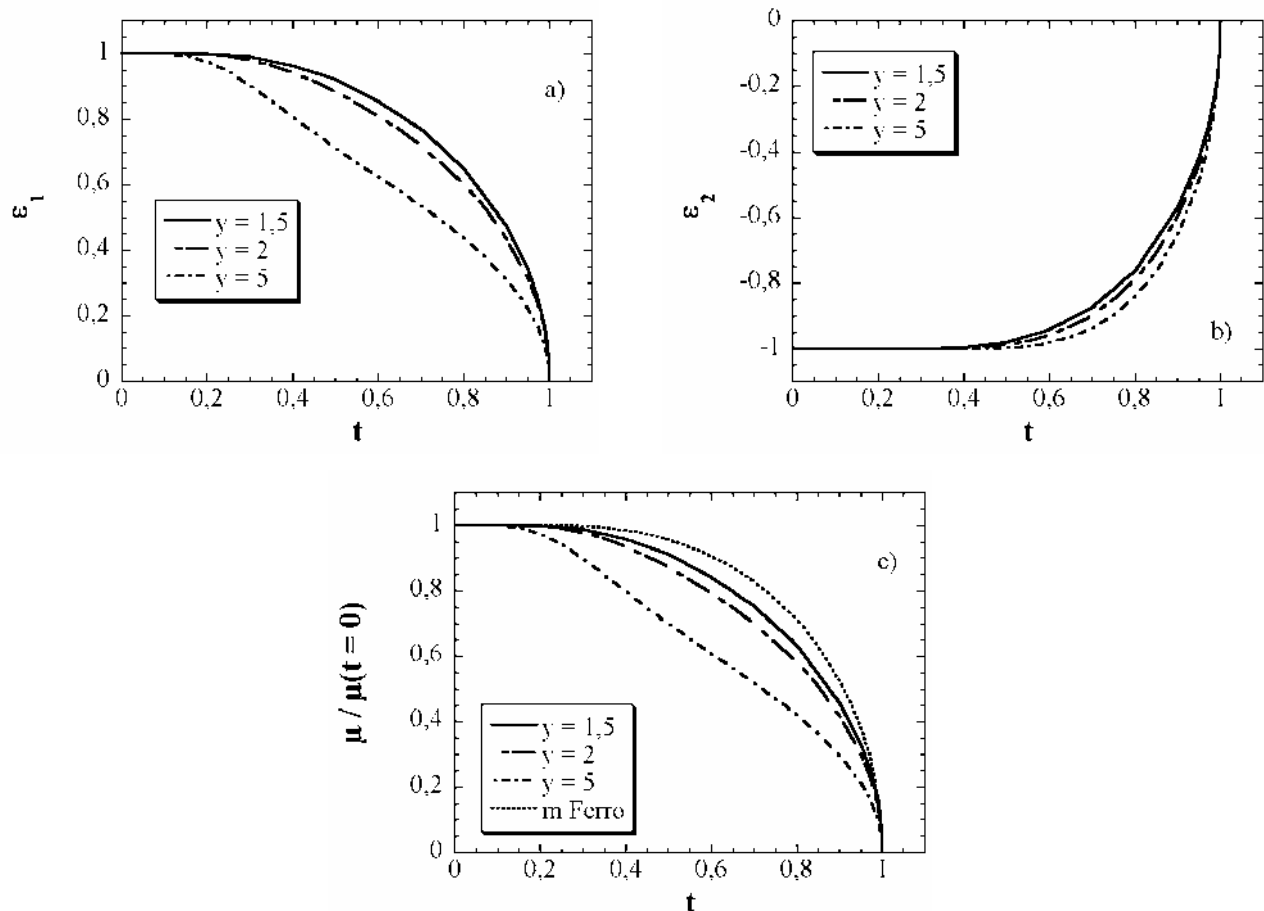 1
0,8
0,6
0,4
0,2
0
ε1
a)
y = 1,5
y = 2
y = 5
0 0,2 0,4 0,6 0,8 1
t
0
-0,2
-0,4
-0,6
-0,8
-1
ε2
y = 1,5
y = 2
y = 5
b)
0 0,2 0,4 0,6 0,8 1
t
1
0,8
0,6
0,4
0,2
0
μ / μ(t = 0)
c)
y = 1,5
y = 2
y = 5
m Ferro
0 0,2 0,4 0,6 0,8 1
t